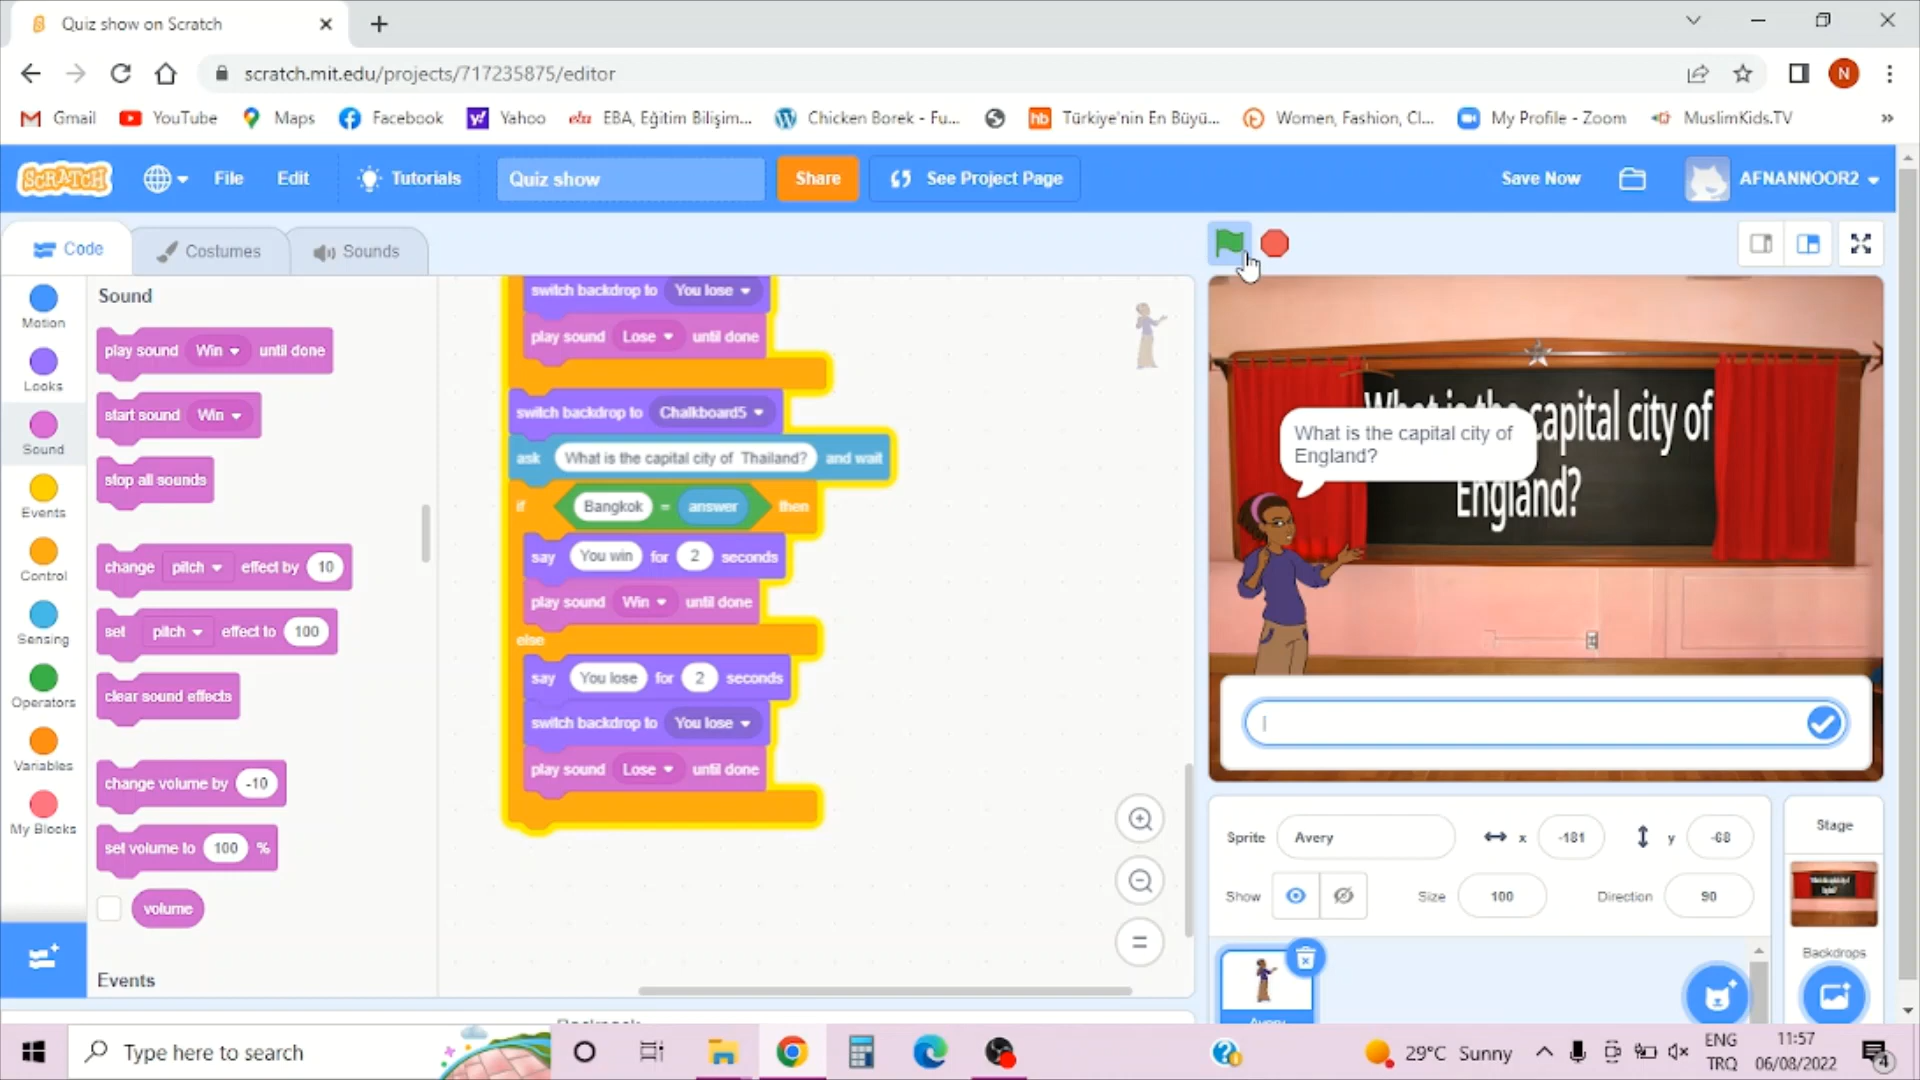 Quiz show on Scratch
scratch.mit.edu/projects/717235875/editor
N
Gmail
YouTube
Maps
Facebook
Yahoo
EBA, Eğitim Bilişim...
Chicken Borek - Fu...
Türkiye'nin En Büyü...
Women, Fashion, Cl...
My Profile - Zoom
MuslimKids.TV
»
SCRATCH
File
Edit
Tutorials
Quiz show
Share
See Project Page
Save Now
AFNANNOOR2
Code
Costumes
Sounds
Motion
Looks
Sound
Events
Control
Sensing
Operators
Variables
My Blocks
Sound
play sound Win until done
start sound Win
stop all sounds
change pitch effect by 10
set pitch effect to 100
clear sound effects
change volume by -10
set volume to 100 %
volume
Events
switch backdrop to You lose
play sound Lose until done
switch backdrop to Chalkboard5
ask What is the capital city of Thailand? and wait
if Bangkok = answer then
say You win for 2 seconds
play sound Win until done
else
say You lose for 2 seconds
switch backdrop to You lose
play sound Lose until done
What is the capital city of
England?
What is the capital city of
England?
Sprite Avery x -181 y -68
Show Size 100 Direction 90
Avery
Stage
Backdrops
Type here to search
29°C Sunny
ENG
TRQ
11:57
06/08/2022
4